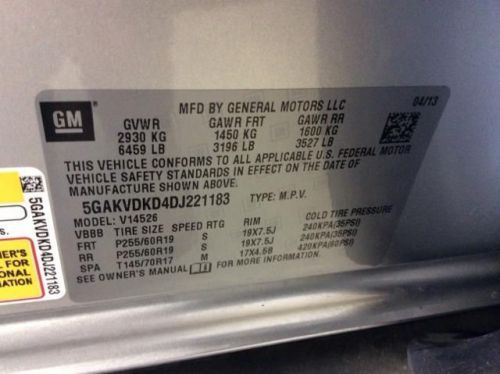 GM
MFD BY GENERAL MOTORS LLC
04/13
GVWR GAWR FRT GAWR RR
2930 KG 1450 KG 1600 KG
6459 LB 3196 LB 3527 LB
THIS VEHICLE CONFORMS TO ALL APPLICABLE U.S. FEDERAL MOTOR
VEHICLE SAFETY STANDARDS IN EFFECT ON THE DATE OF
MANUFACTURE SHOWN ABOVE.
5GAKVDKD4DJ221183 TYPE: M.P.V.
MODEL: V14526
VBBB TIRE SIZE SPEED RTG RIM COLD TIRE PRESSURE
FRT P255/60R19 S 19X7.5J 240KPA(35PSI)
RR P255/60R19 S 19X7.5J 240KPA(35PSI)
SPA T145/70R17 M 17X4.5B 420KPA(60PSI)
SEE OWNER'S MANUAL FOR MORE INFORMATION.
5GAKVDKD4DJ221183
FOR